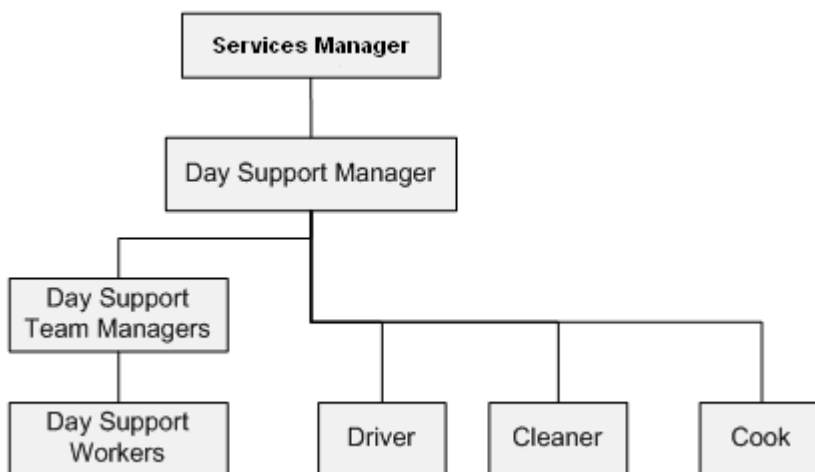 Services Manager
Day Support Manager
Day Support
Team Managers
Day Support
Workers
Driver
Cleaner
Cook